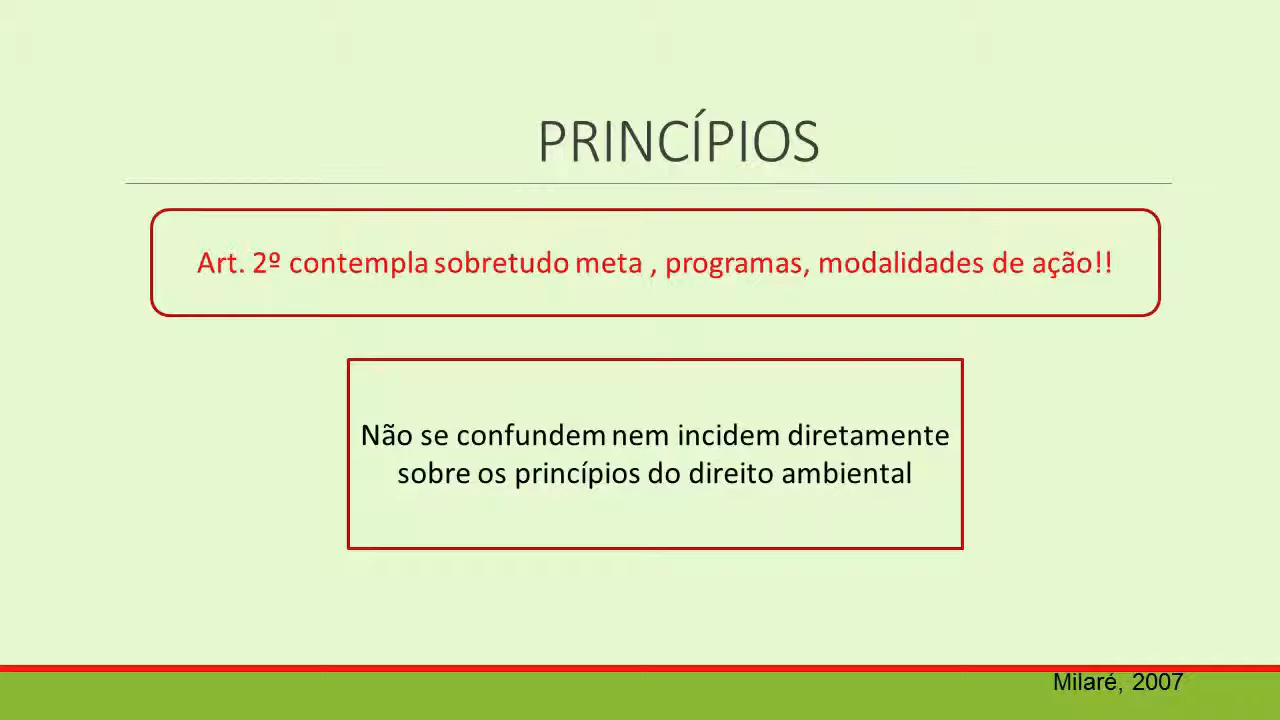 PRINCÍPIOS
Art. 2º contempla sobretudo meta , programas, modalidades de ação!!
Não se confundem nem incidem diretamente
sobre os princípios do direito ambiental
Milaré, 2007